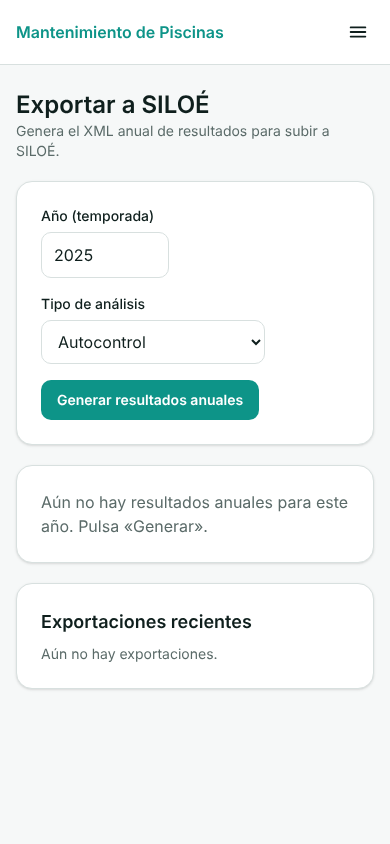 Mantenimiento de Piscinas
Exportar a SILOÉ
Genera el XML anual de resultados para subir a
SILOÉ.
Año (temporada)
2025
Tipo de análisis
Autocontrol
Generar resultados anuales
Aún no hay resultados anuales para este
año. Pulsa «Generar».
Exportaciones recientes
Aún no hay exportaciones.